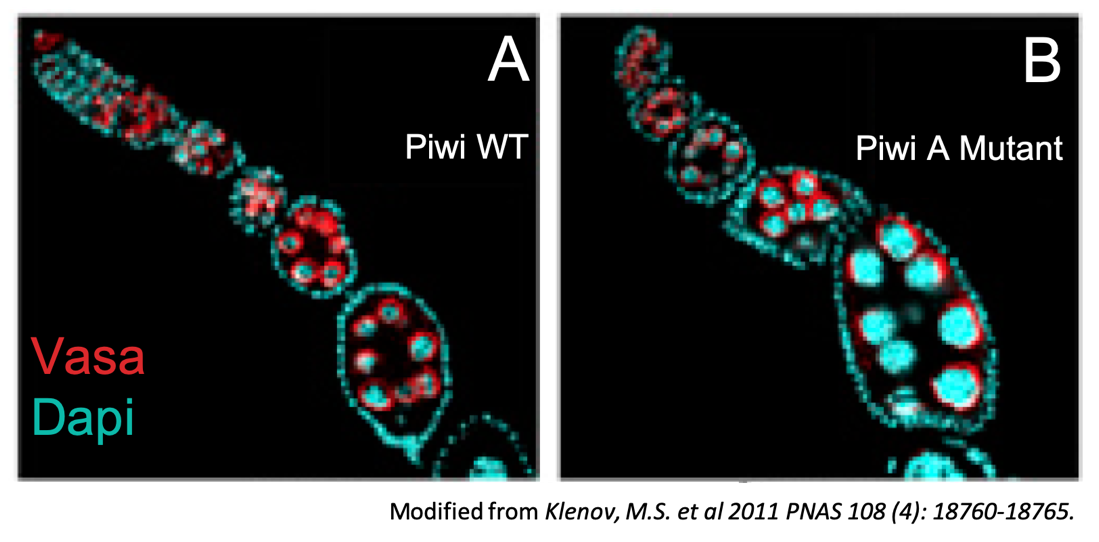 A
Piwi WT
Vasa
Dapi
B
Piwi A Mutant
Modified from Klenov, M.S. et al 2011 PNAS 108 (4): 18760-18765.